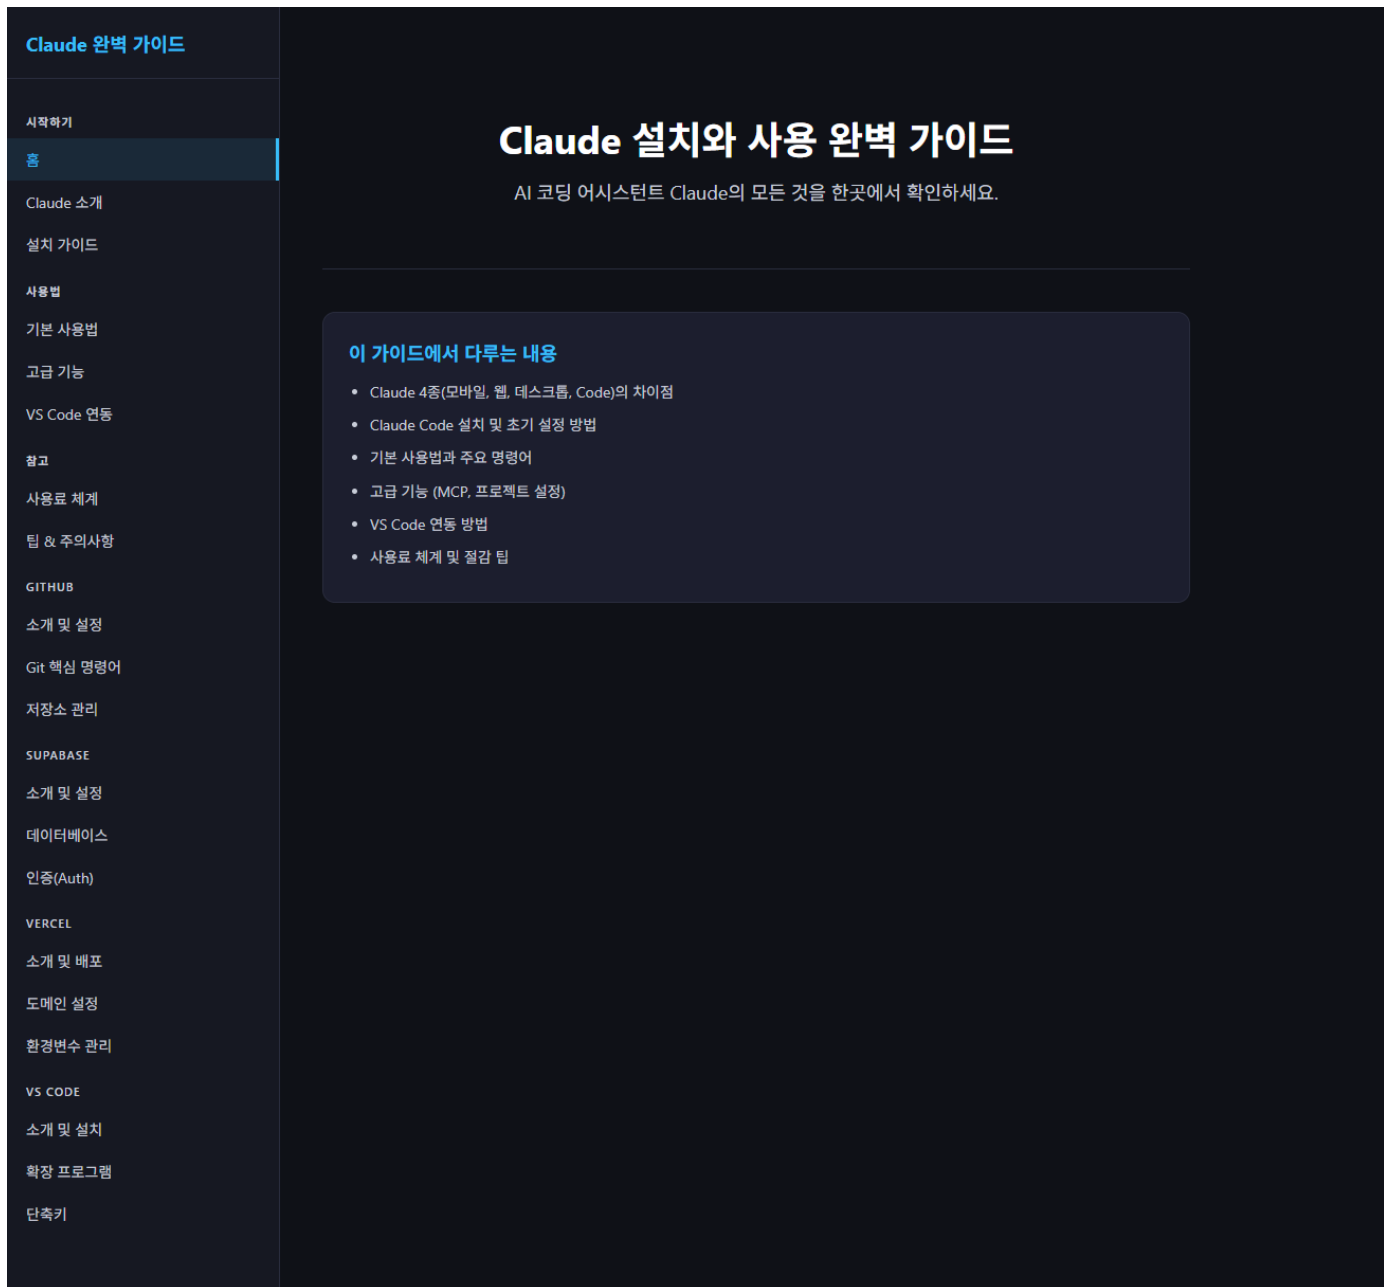 Claude 완벽 가이드
시작하기
홈
Claude 소개
설치 가이드
사용법
기본 사용법
고급 기능
VS Code 연동
참고
사용료 체계
팁 & 주의사항
GITHUB
소개 및 설정
Git 핵심 명령어
저장소 관리
SUPABASE
소개 및 설정
데이터베이스
인증(Auth)
VERCEL
소개 및 배포
도메인 설정
환경변수 관리
VS CODE
소개 및 설치
확장 프로그램
단축키
Claude 설치와 사용 완벽 가이드
AI 코딩 어시스턴트 Claude의 모든 것을 한곳에서 확인하세요.
이 가이드에서 다루는 내용
• Claude 4종(모바일, 웹, 데스크톱, Code)의 차이점
• Claude Code 설치 및 초기 설정 방법
• 기본 사용법과 주요 명령어
• 고급 기능 (MCP, 프로젝트 설정)
• VS Code 연동 방법
• 사용료 체계 및 절감 팁